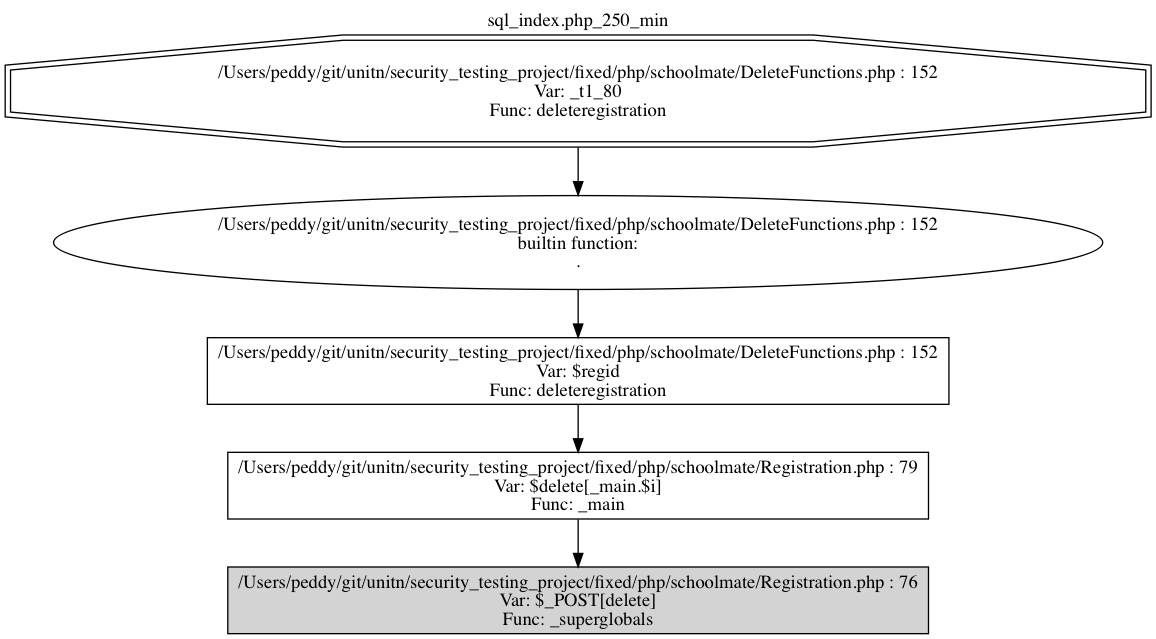 sql_index.php_250_min
/Users/peddy/git/unitn/security_testing_project/fixed/php/schoolmate/DeleteFunctions.php : 152
Var: _t1_80
Func: deleteregistration
/Users/peddy/git/unitn/security_testing_project/fixed/php/schoolmate/DeleteFunctions.php : 152
builtin function:
.
/Users/peddy/git/unitn/security_testing_project/fixed/php/schoolmate/DeleteFunctions.php : 152
Var: $regid
Func: deleteregistration
/Users/peddy/git/unitn/security_testing_project/fixed/php/schoolmate/Registration.php : 79
Var: $delete[_main.$i]
Func: _main
/Users/peddy/git/unitn/security_testing_project/fixed/php/schoolmate/Registration.php : 76
Var: $_POST[delete]
Func: _superglobals